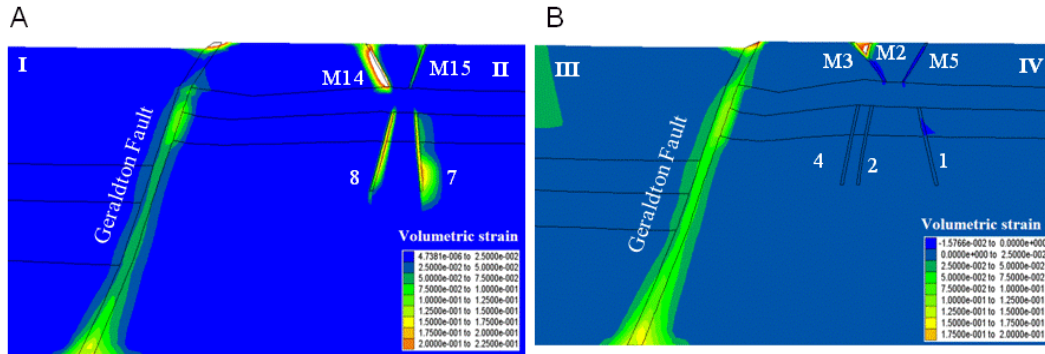 A
B
I
M14
M15
II
Geraldton Fault
8
7
Volumetric strain
4.7381e-006 to 2.5000e-002
2.5000e-002 to 5.0000e-002
5.0000e-002 to 7.5000e-002
7.5000e-002 to 1.0000e-001
1.0000e-001 to 1.2500e-001
1.2500e-001 to 1.5000e-001
1.5000e-001 to 1.7500e-001
1.7500e-001 to 2.0000e-001
2.0000e-001 to 2.2500e-001
III
M3
M2
M5
IV
Geraldton Fault
4
2
1
Volumetric strain
-1.5766e-002 to 0.0000e+000
0.0000e+000 to 2.5000e-002
2.5000e-002 to 5.0000e-002
5.0000e-002 to 7.5000e-002
7.5000e-002 to 1.0000e-001
1.0000e-001 to 1.2500e-001
1.2500e-001 to 1.5000e-001
1.5000e-001 to 1.7500e-001
1.7500e-001 to 2.0000e-001